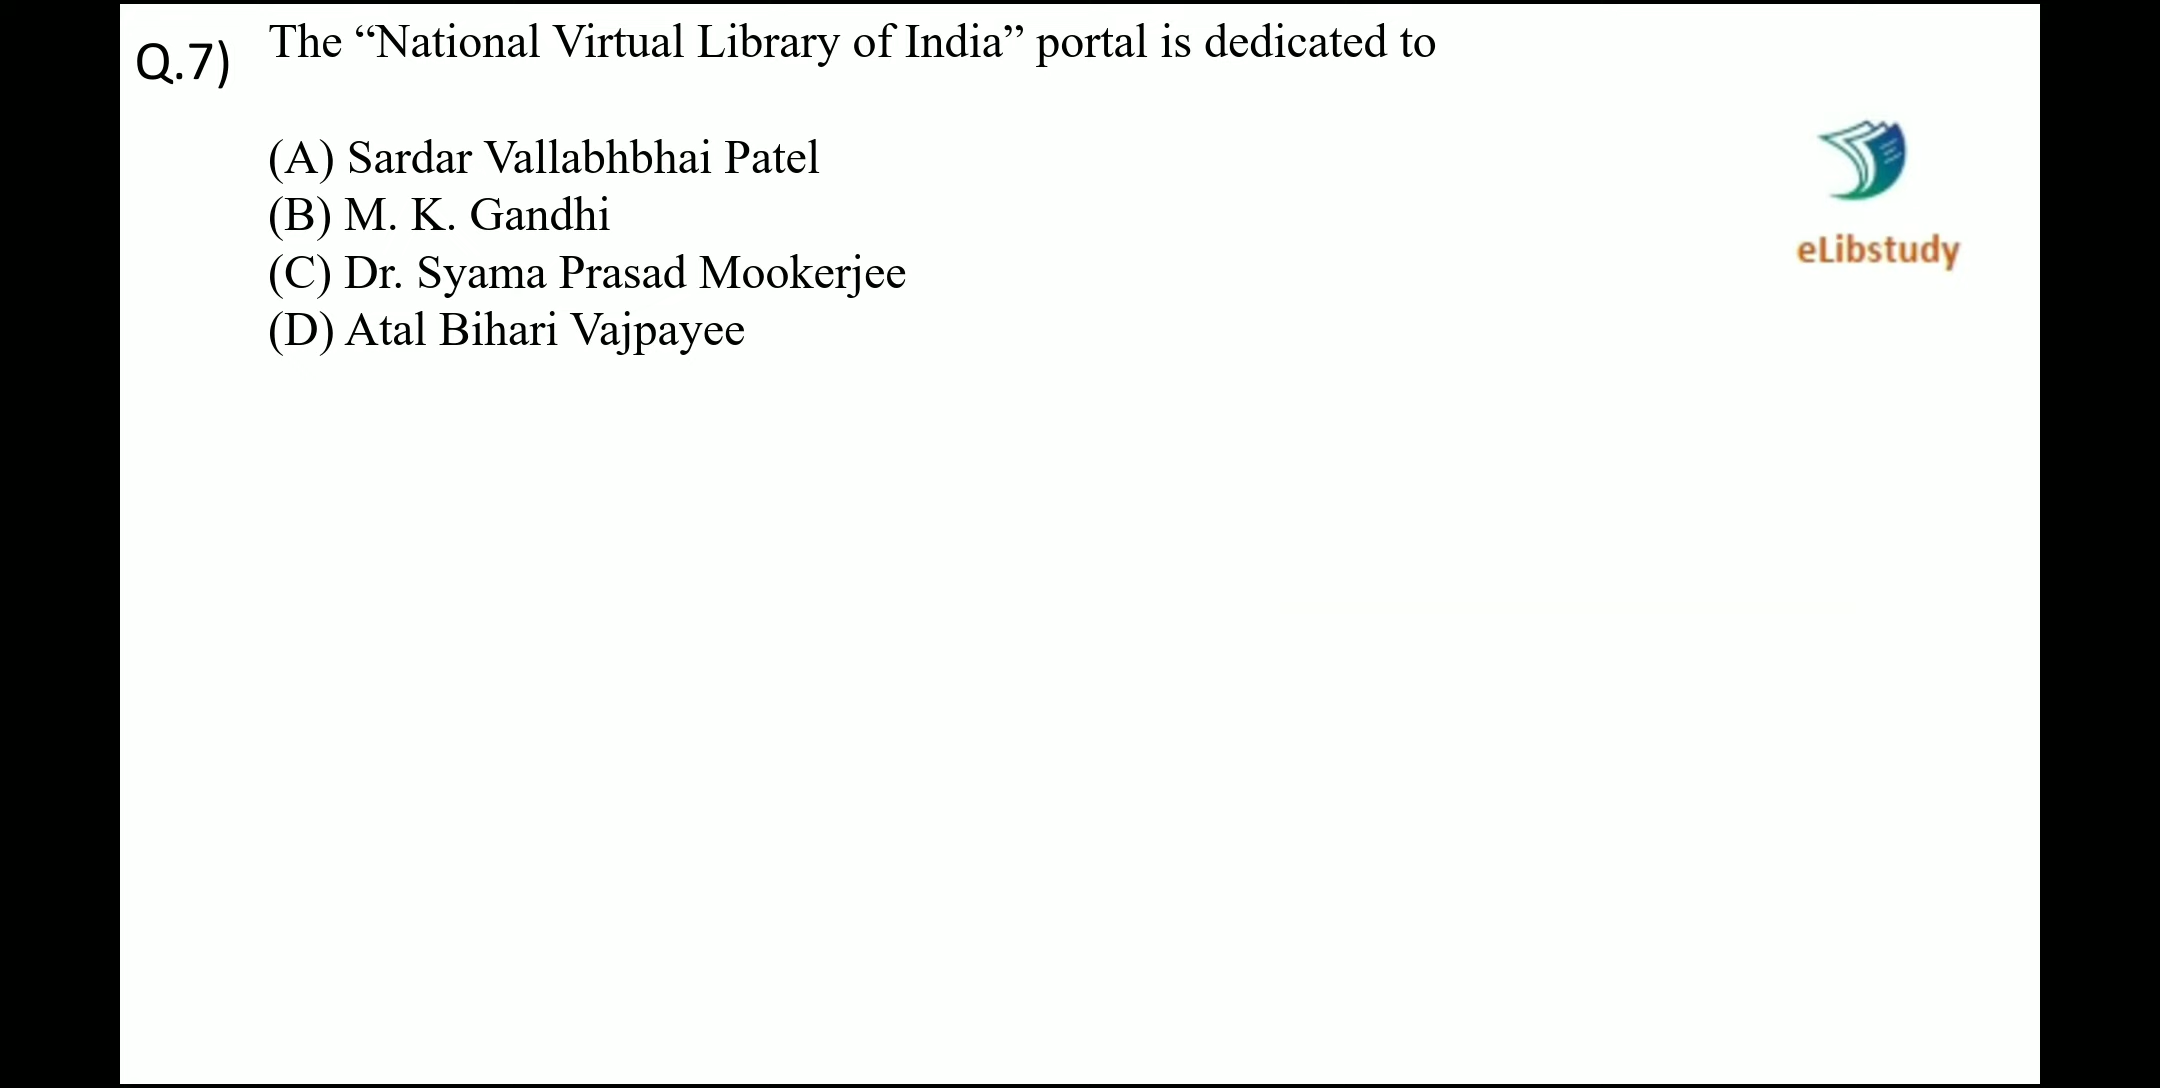 Q.7) The “National Virtual Library of India” portal is dedicated to
(A) Sardar Vallabhbhai Patel
(B) M. K. Gandhi
(C) Dr. Syama Prasad Mookerjee
(D) Atal Bihari Vajpayee
eLibstudy